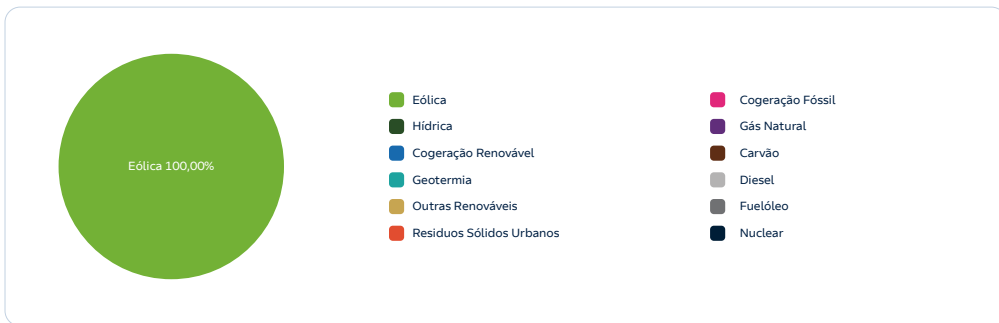 Eólica 100,00%
Eólica
Hídrica
Cogeração Renovável
Geotermia
Outras Renováveis
Residuos Sólidos Urbanos
Cogeração Fóssil
Gás Natural
Carvão
Diesel
Fuelóleo
Nuclear